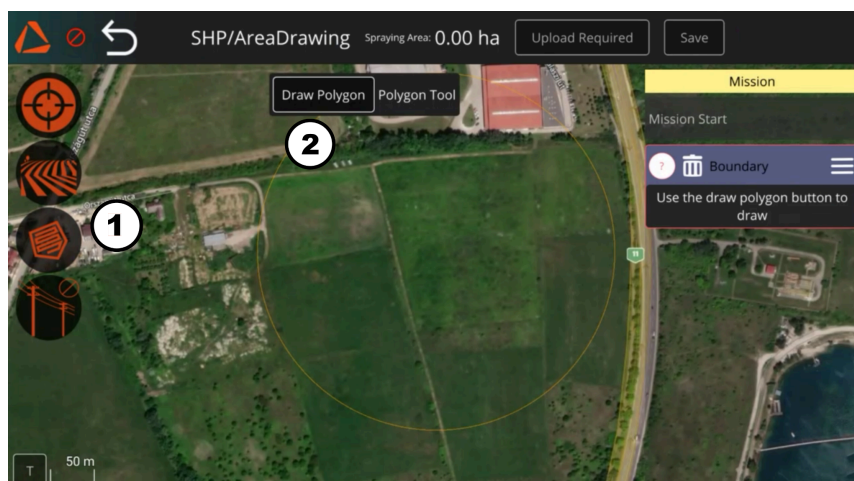 SHP/AreaDrawing
Spraying Area: 0.00 ha
Upload Required
Save
Draw Polygon
Polygon Tool
Mission
Mission Start
? Boundary
Use the draw polygon button to
draw
1
2
11
T
50 m